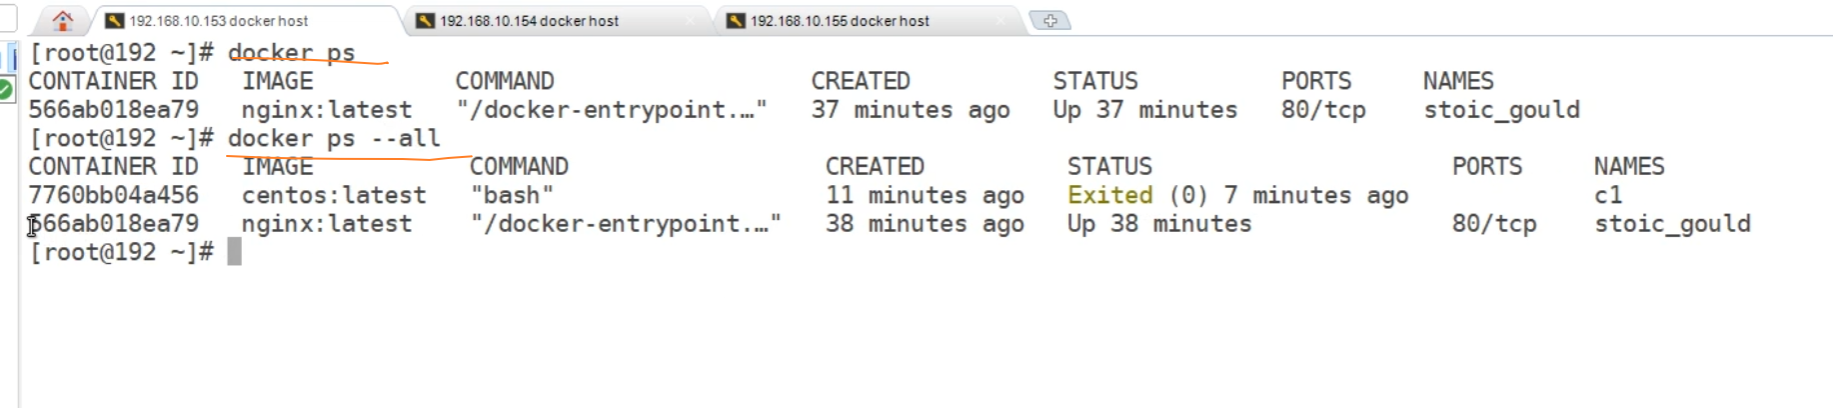 192.168.10.153 docker host 192.168.10.154 docker host 192.168.10.155 docker host
[root@192 ~]# docker ps
CONTAINER ID IMAGE COMMAND CREATED STATUS PORTS NAMES
566ab018ea79 nginx:latest "/docker-entrypoint.…" 37 minutes ago Up 37 minutes 80/tcp stoic_gould
[root@192 ~]# docker ps --all
CONTAINER ID IMAGE COMMAND CREATED STATUS PORTS NAMES
7760bb04a456 centos:latest "bash" 11 minutes ago Exited (0) 7 minutes ago c1
566ab018ea79 nginx:latest "/docker-entrypoint.…" 38 minutes ago Up 38 minutes 80/tcp stoic_gould
[root@192 ~]#